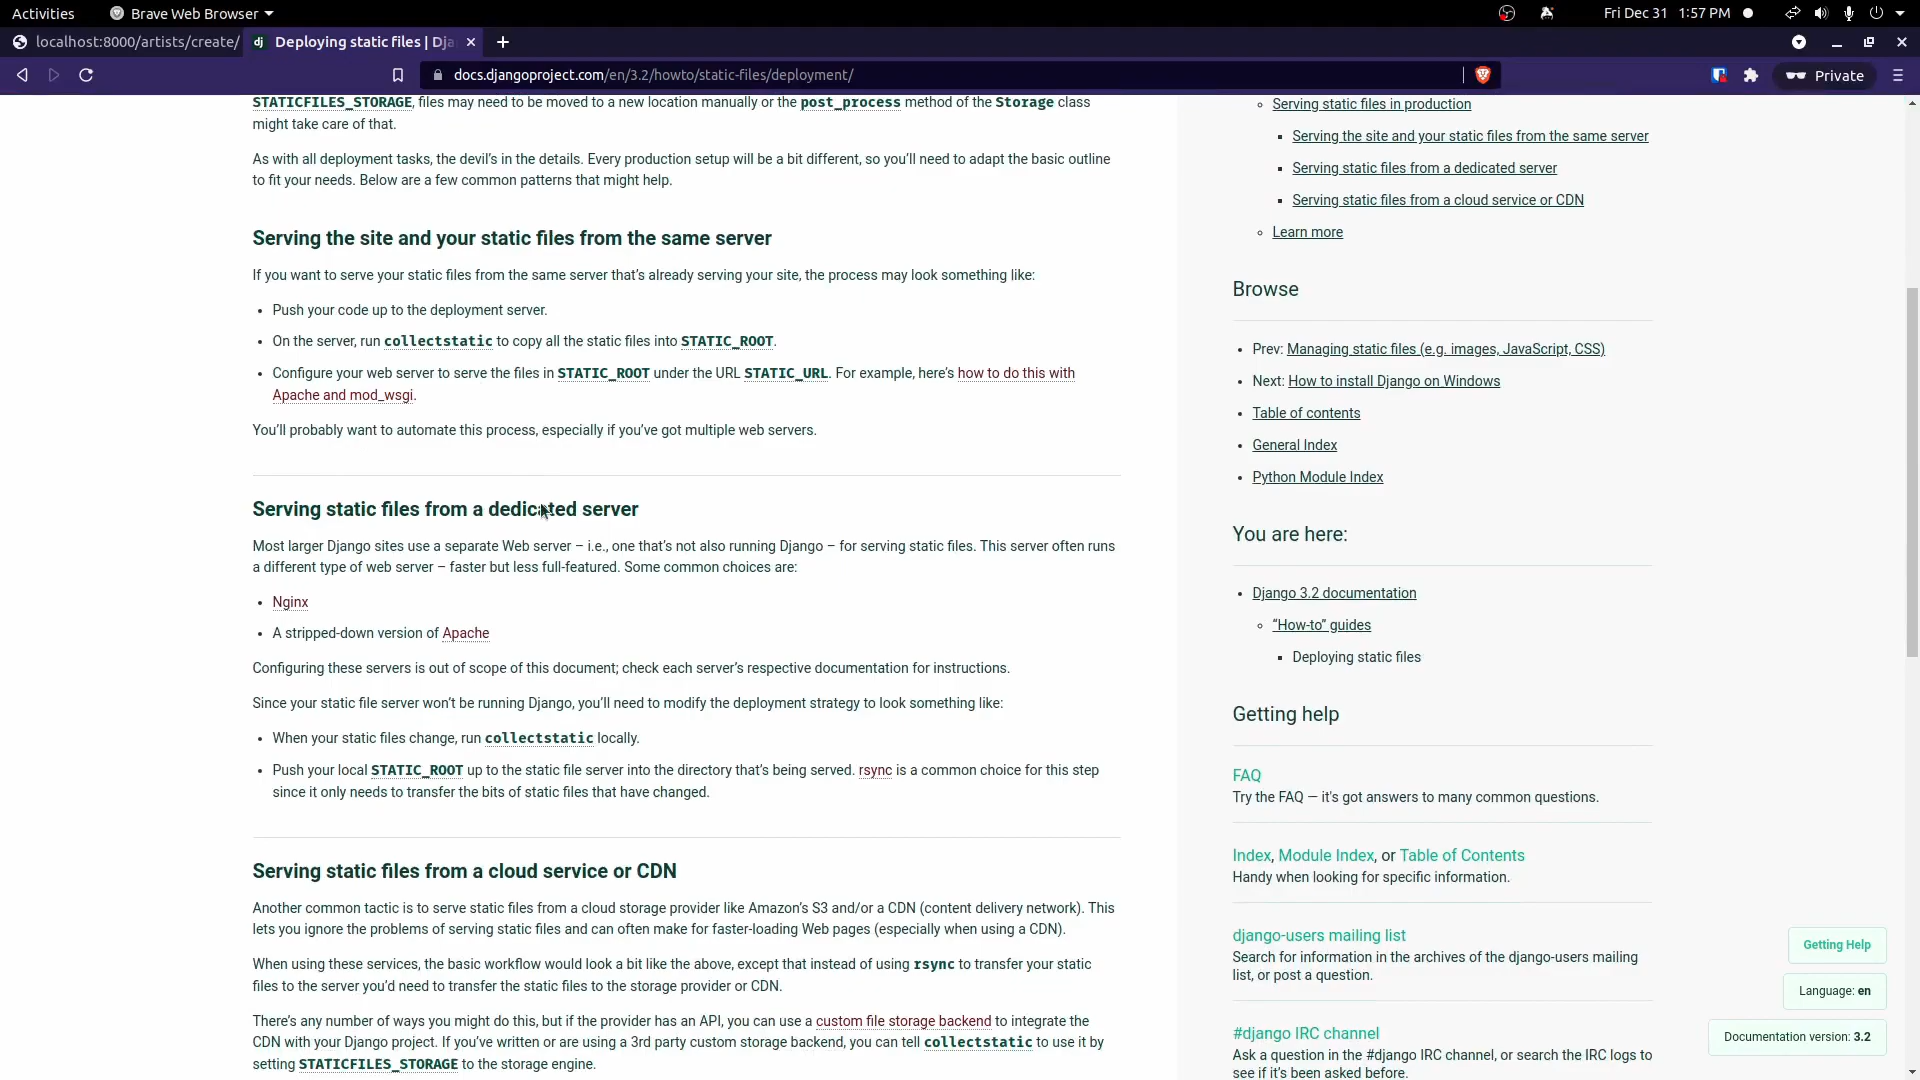 Activities
Brave Web Browser
Fri Dec 31 1:57 PM
localhost:8000/artists/create/
dj Deploying static files | Dja
docs.djangoproject.com/en/3.2/howto/static-files/deployment/
Private
STATICFILES_STORAGE, files may need to be moved to a new location manually or the post_process method of the Storage class
might take care of that.
As with all deployment tasks, the devil’s in the details. Every production setup will be a bit different, so you’ll need to adapt the basic outline
to fit your needs. Below are a few common patterns that might help.
Serving the site and your static files from the same server
If you want to serve your static files from the same server that’s already serving your site, the process may look something like:
• Push your code up to the deployment server.
• On the server, run collectstatic to copy all the static files into STATIC_ROOT.
• Configure your web server to serve the files in STATIC_ROOT under the URL STATIC_URL. For example, here’s how to do this with
Apache and mod_wsgi.
You’ll probably want to automate this process, especially if you’ve got multiple web servers.
Serving static files from a dedicated server
Most larger Django sites use a separate Web server – i.e., one that’s not also running Django – for serving static files. This server often runs
a different type of web server – faster but less full-featured. Some common choices are:
• Nginx
• A stripped-down version of Apache
Configuring these servers is out of scope of this document; check each server’s respective documentation for instructions.
Since your static file server won’t be running Django, you’ll need to modify the deployment strategy to look something like:
• When your static files change, run collectstatic locally.
• Push your local STATIC_ROOT up to the static file server into the directory that’s being served. rsync is a common choice for this step
since it only needs to transfer the bits of static files that have changed.
Serving static files from a cloud service or CDN
Another common tactic is to serve static files from a cloud storage provider like Amazon’s S3 and/or a CDN (content delivery network). This
lets you ignore the problems of serving static files and can often make for faster-loading Web pages (especially when using a CDN).
When using these services, the basic workflow would look a bit like the above, except that instead of using rsync to transfer your static
files to the server you’d need to transfer the static files to the storage provider or CDN.
There’s any number of ways you might do this, but if the provider has an API, you can use a custom file storage backend to integrate the
CDN with your Django project. If you’ve written or are using a 3rd party custom storage backend, you can tell collectstatic to use it by
setting STATICFILES_STORAGE to the storage engine.
Serving static files in production
Serving the site and your static files from the same server
Serving static files from a dedicated server
Serving static files from a cloud service or CDN
Learn more
Browse
• Prev: Managing static files (e.g. images, JavaScript, CSS)
• Next: How to install Django on Windows
• Table of contents
• General Index
• Python Module Index
You are here:
• Django 3.2 documentation
“How-to” guides
Deploying static files
Getting help
FAQ
Try the FAQ — it's got answers to many common questions.
Index, Module Index, or Table of Contents
Handy when looking for specific information.
django-users mailing list
Search for information in the archives of the django-users mailing
list, or post a question.
#django IRC channel
Ask a question in the #django IRC channel, or search the IRC logs to
see if it’s been asked before.
Getting Help
Language: en
Documentation version: 3.2